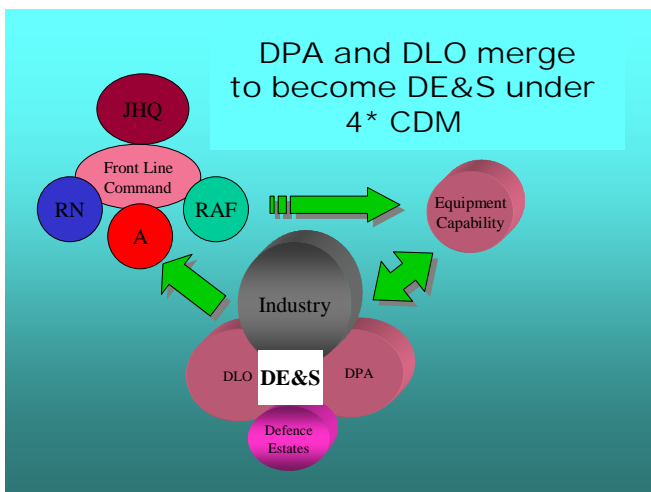 DPA and DLO merge
to become DE&S under
4* CDM
JHQ
Front Line
Command
RN
RAF
A
Equipment
Capability
Industry
DLO
DE&S
DPA
Defence
Estates